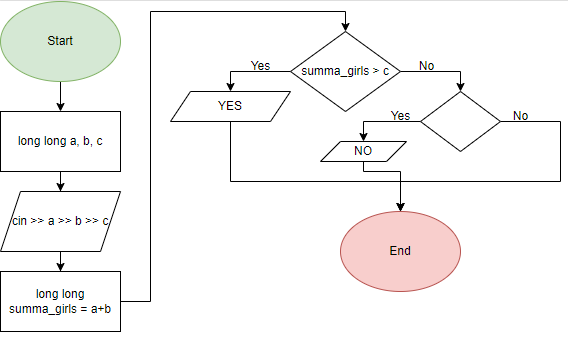 Start
long long a, b, c
cin >> a >> b >> c
long long
summa_girls = a+b
summa_girls > c
Yes
No
YES
Yes
No
NO
End